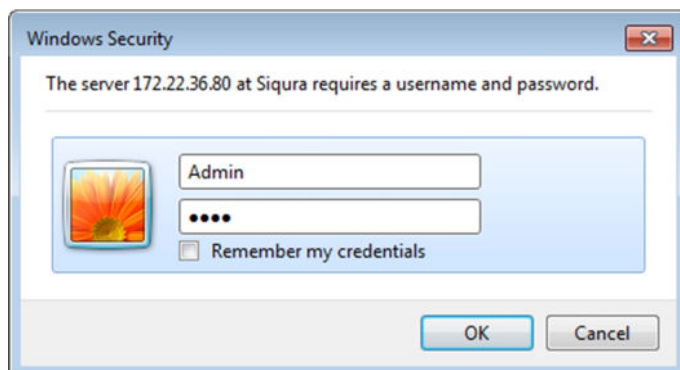 Windows Security
The server 172.22.36.80 at Siqura requires a username and password.
Admin
••••
Remember my credentials
OK
Cancel